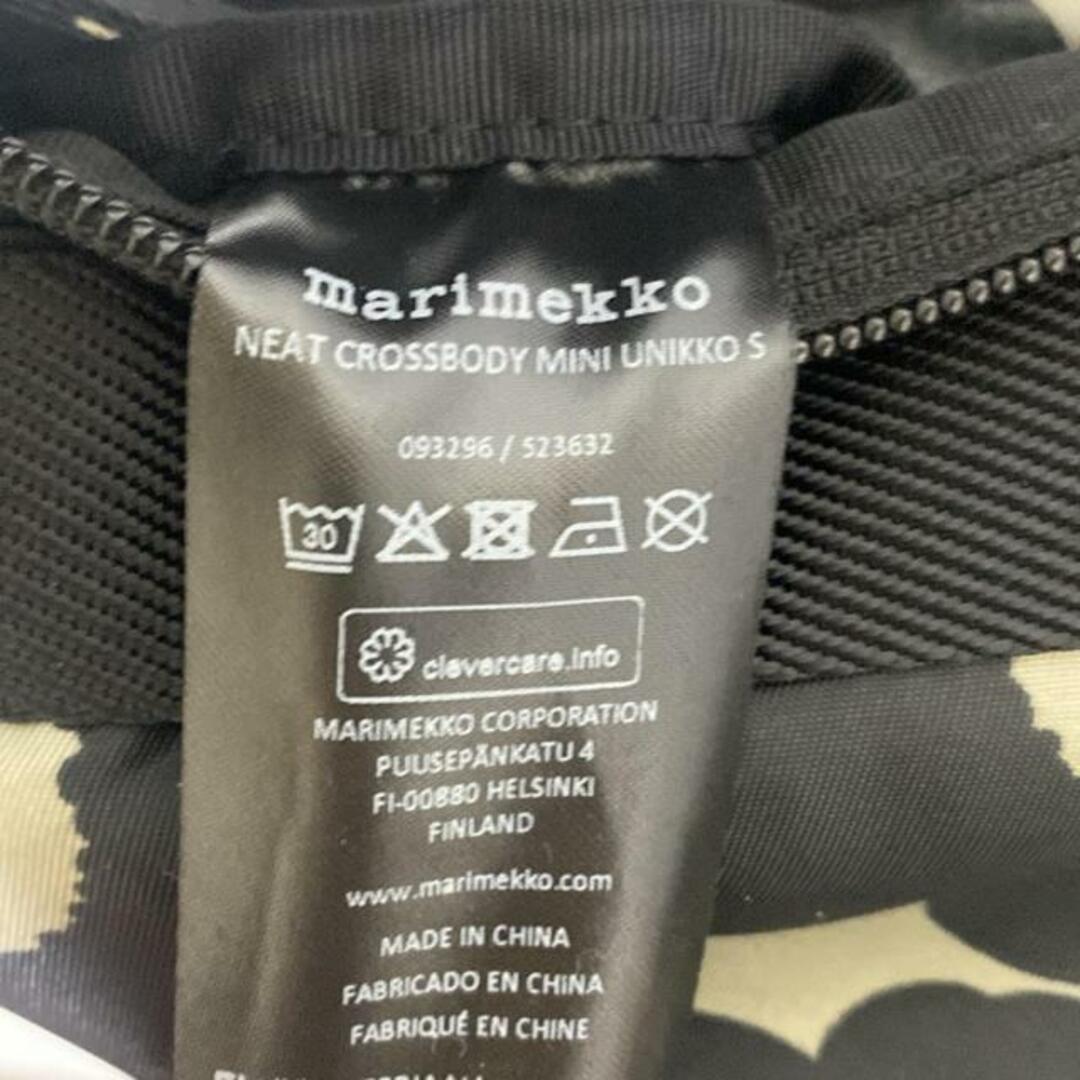 marimekko
NEAT CROSSBODY MINI UNIKKO S
093296 / 523632
30
clevercare.info
MARIMEKKO CORPORATION
PUUSEPÄNKATU 4
FI-00880 HELSINKI
FINLAND
www.marimekko.com
MADE IN CHINA
FABRICADO EN CHINA
FABRIQUÉ EN CHINE